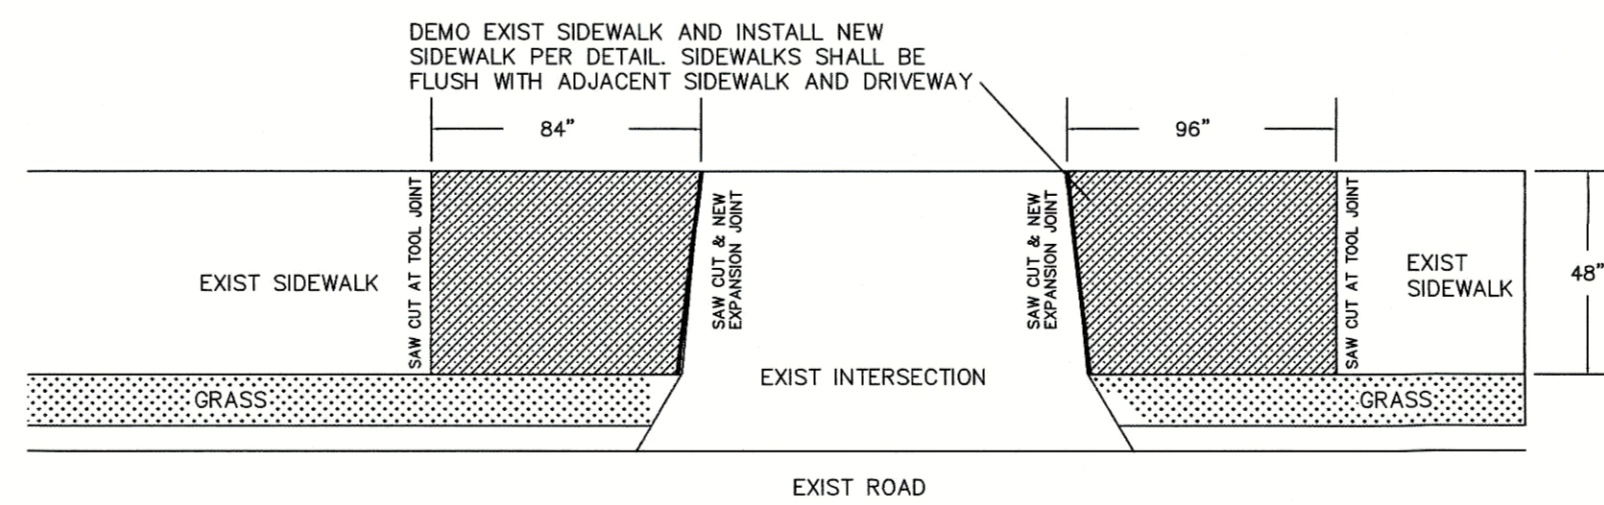 DEMO EXIST SIDEWALK AND INSTALL NEW
SIDEWALK PER DETAIL. SIDEWALKS SHALL BE
FLUSH WITH ADJACENT SIDEWALK AND DRIVEWAY
84"
96"
EXIST SIDEWALK
SAW CUT AT TOOL JOINT
SAW CUT & NEW
EXPANSION JOINT
SAW CUT & NEW
EXPANSION JOINT
SAW CUT AT TOOL JOINT
EXIST
SIDEWALK
48"
EXIST INTERSECTION
GRASS
GRASS
EXIST ROAD